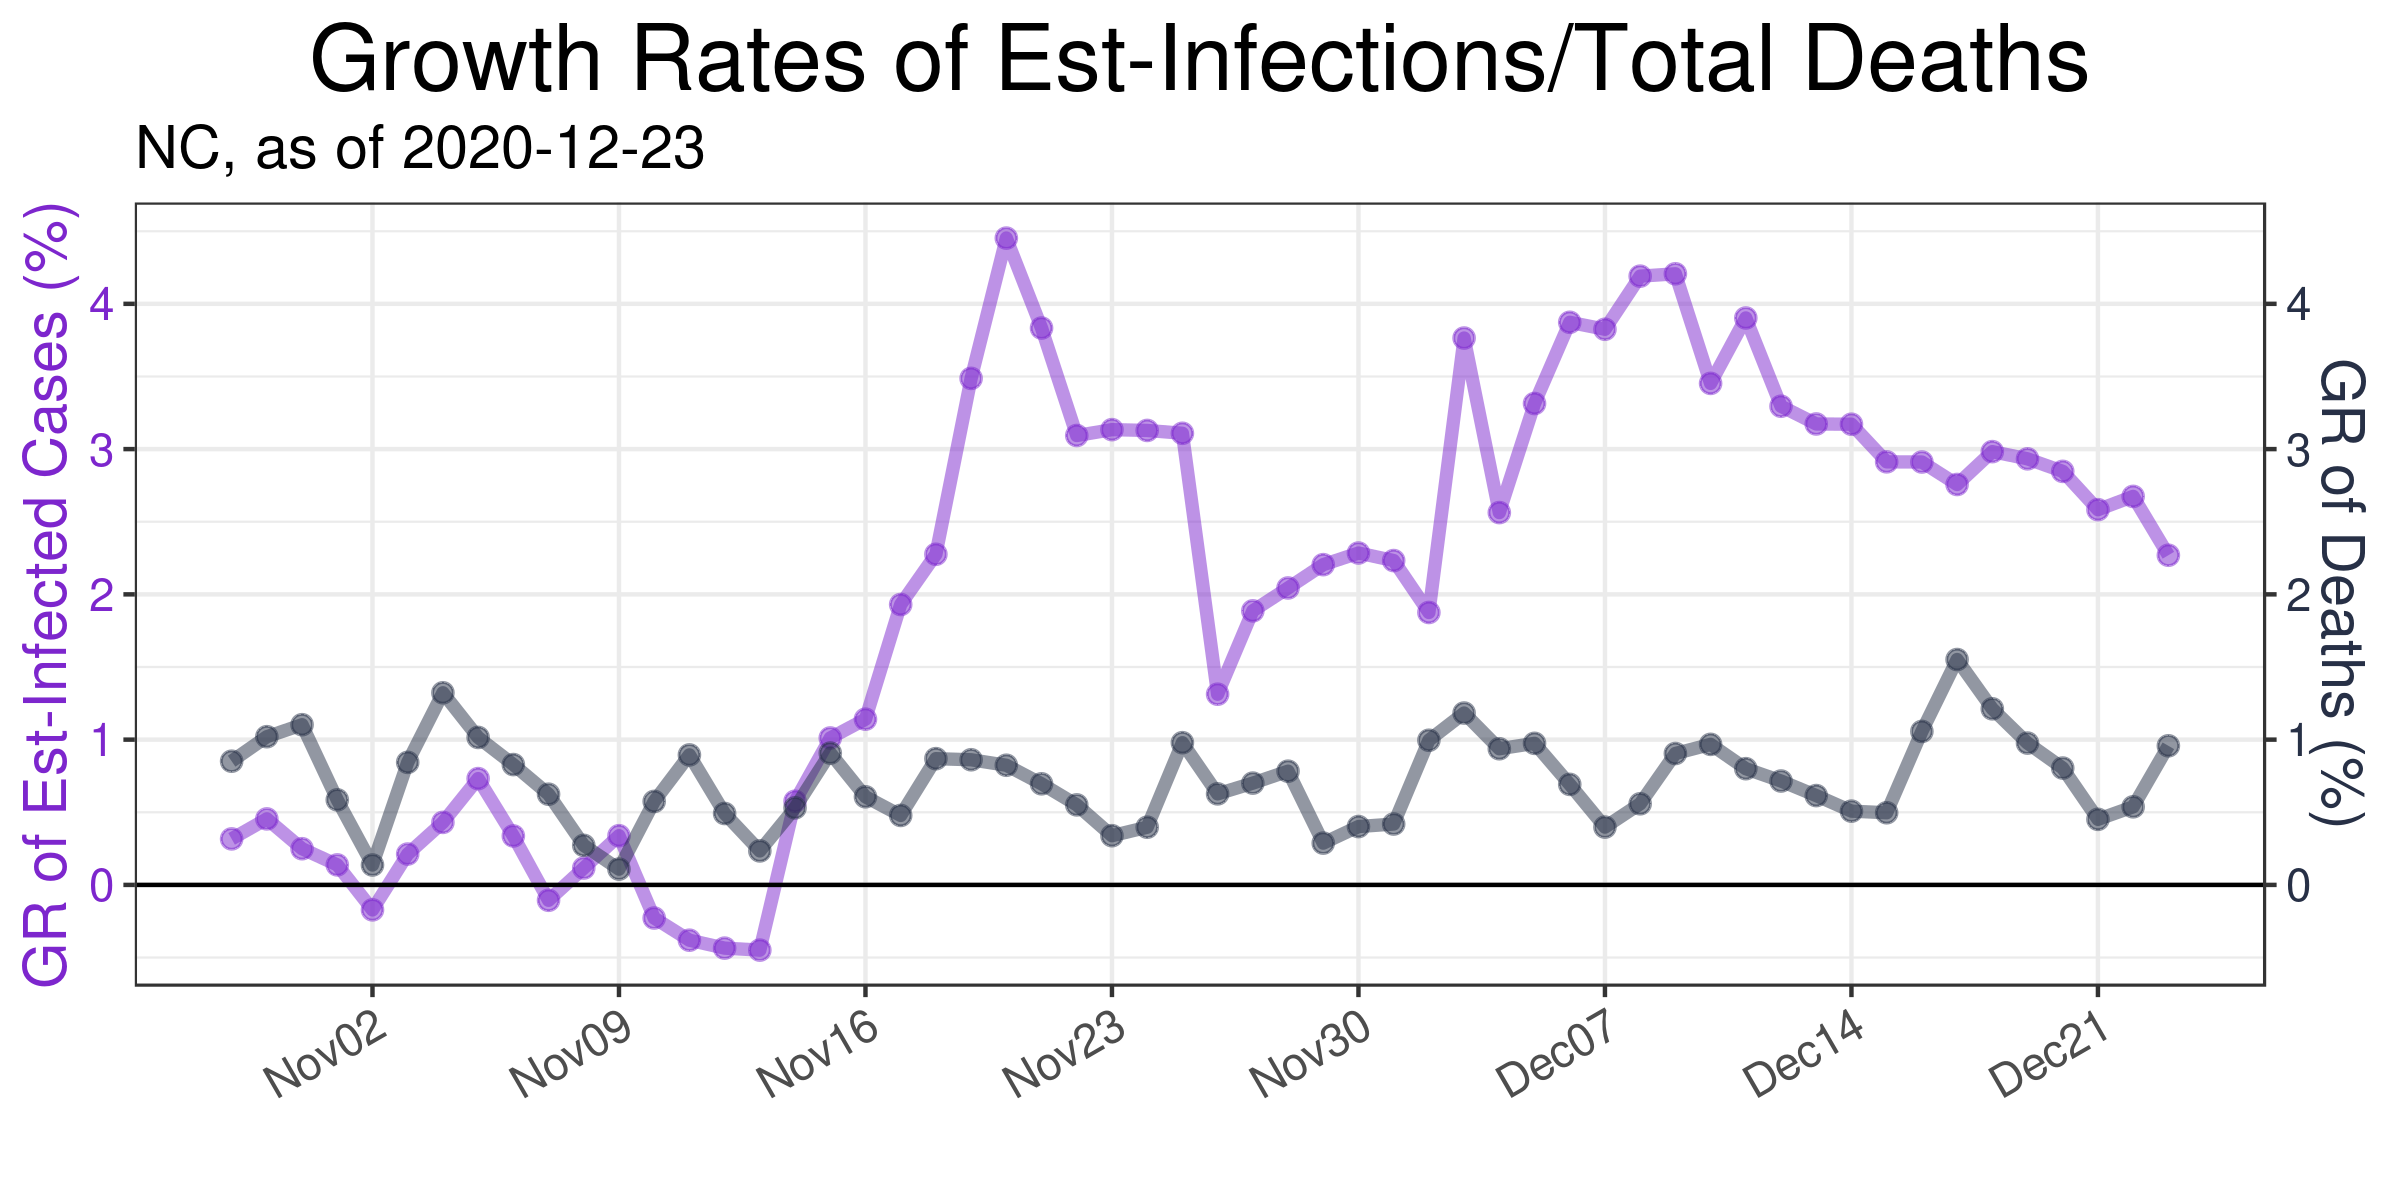 Growth Rates of Est-Infections/Total Deaths
NC, as of 2020-12-23
GR of Est-Infected Cases (%)
4
3
2
1
0
4
3
2
1
0
GR of Deaths (%)
Nov02
Nov09
Nov16
Nov23
Nov30
Dec07
Dec14
Dec21